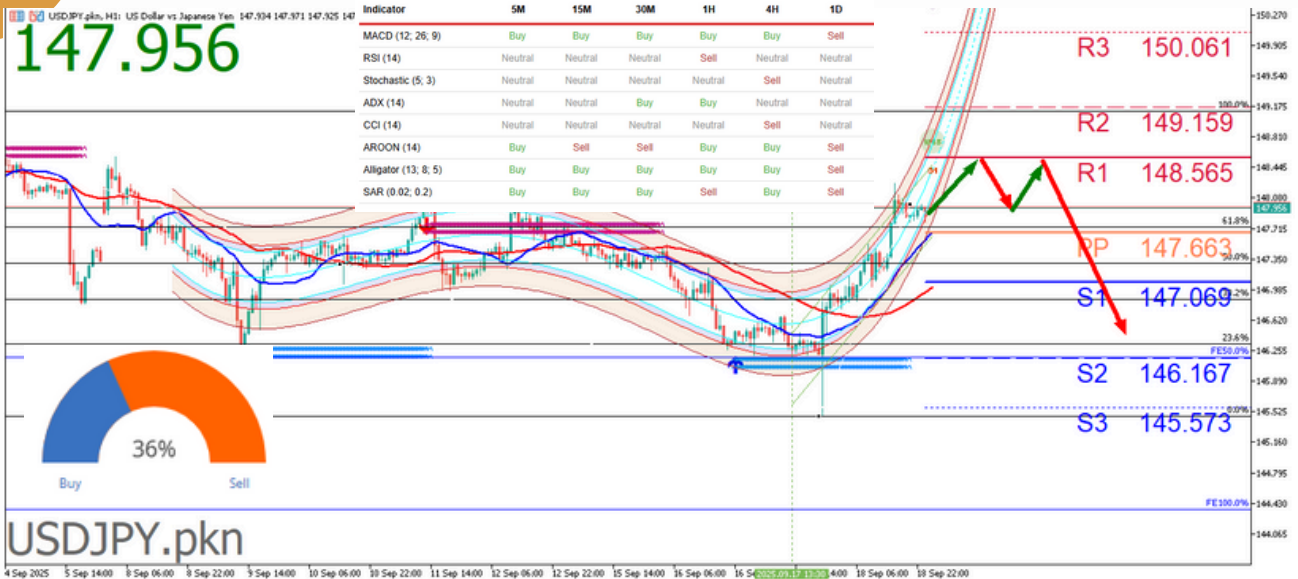 USDJPY.pkn, H1: US Dollar vs Japanese Yen 147.934 147.971 147.925 147
147.956
Indicator 5M 15M 30M 1H 4H 1D
MACD (12; 26; 9) Buy Buy Buy Buy Buy Sell
RSI (14) Neutral Neutral Neutral Sell Neutral Neutral
Stochastic (5; 3) Neutral Neutral Neutral Neutral Sell Neutral
ADX (14) Neutral Neutral Buy Buy Neutral Neutral
CCI (14) Neutral Neutral Neutral Neutral Sell Neutral
AROON (14) Buy Sell Sell Buy Buy Sell
Alligator (13; 8; 5) Buy Buy Buy Buy Buy Sell
SAR (0.02; 0.2) Buy Buy Buy Sell Buy Sell
R3 150.061
100.0%
R2 149.159
R1 148.565
61.8%
PP 147.663
S1 147.069
23.6%
FE50.0%
S2 146.167
0.0%
S3 145.573
FE100.0%
150.270
149.905
149.540
149.175
148.810
148.445
148.000
147.956
147.715
147.350
146.985
146.620
146.255
145.890
145.525
145.160
144.795
144.430
144.065
36%
Buy Sell
USDJPY.pkn
4 Sep 2025 5 Sep 14:00 8 Sep 06:00 8 Sep 22:00 9 Sep 14:00 10 Sep 06:00 10 Sep 22:00 11 Sep 14:00 12 Sep 06:00 12 Sep 22:00 15 Sep 14:00 16 Sep 06:00 16 S 2025.09.17 13:30 4:00 18 Sep 06:00 18 Sep 22:00